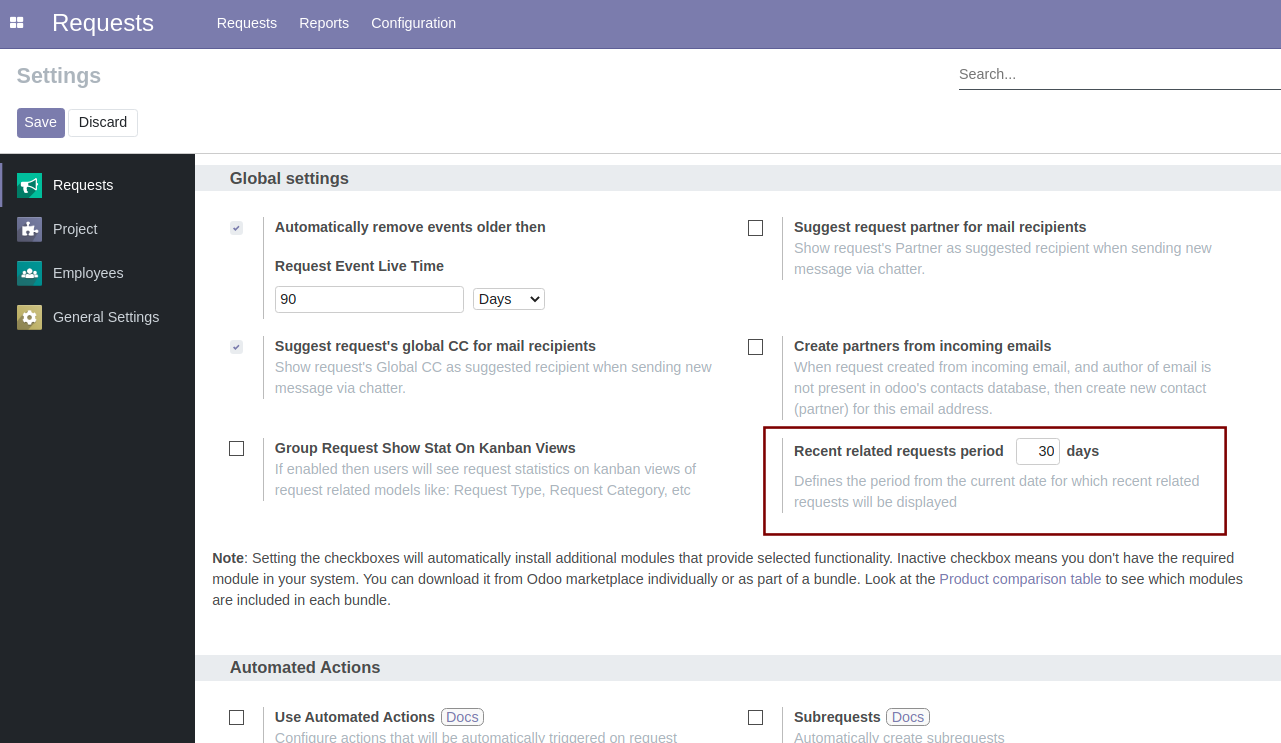 Requests Requests Reports Configuration
Settings
Search...
Save Discard
Requests
Project
Employees
General Settings
Global settings
Automatically remove events older then
Request Event Live Time
90 Days
Suggest request partner for mail recipients
Show request's Partner as suggested recipient when sending new
message via chatter.
Suggest request's global CC for mail recipients
Show request's Global CC as suggested recipient when sending new
message via chatter.
Create partners from incoming emails
When request created from incoming email, and author of email is
not present in odoo's contacts database, then create new contact
(partner) for this email address.
Group Request Show Stat On Kanban Views
If enabled then users will see request statistics on kanban views of
request related models like: Request Type, Request Category, etc
Recent related requests period 30 days
Defines the period from the current date for which recent related
requests will be displayed
Note: Setting the checkboxes will automatically install additional modules that provide selected functionality. Inactive checkbox means you don't have the required
module in your system. You can download it from Odoo marketplace individually or as part of a bundle. Look at the Product comparison table to see which modules
are included in each bundle.
Automated Actions
Use Automated Actions Docs
Configure actions that will be automatically triggered on request
Subrequests Docs
Automatically create subrequests